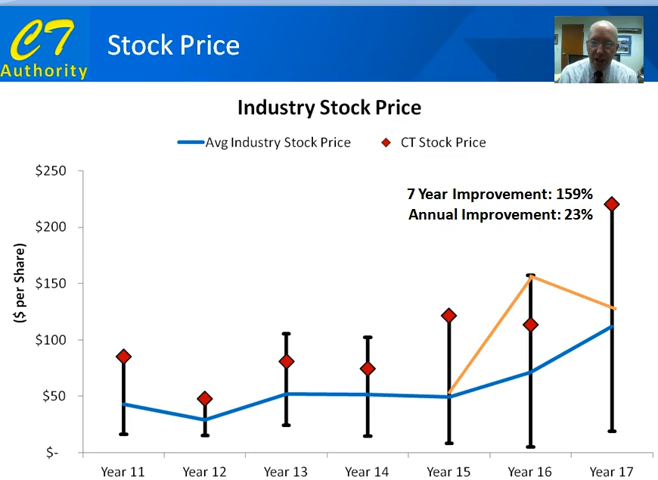 CT
Authority
Stock Price
Industry Stock Price
Avg Industry Stock Price
CT Stock Price
$250
7 Year Improvement: 159%
Annual Improvement: 23%
$200
$150
($ per Share)
$100
$50
$-
Year 11 Year 12 Year 13 Year 14 Year 15 Year 16 Year 17